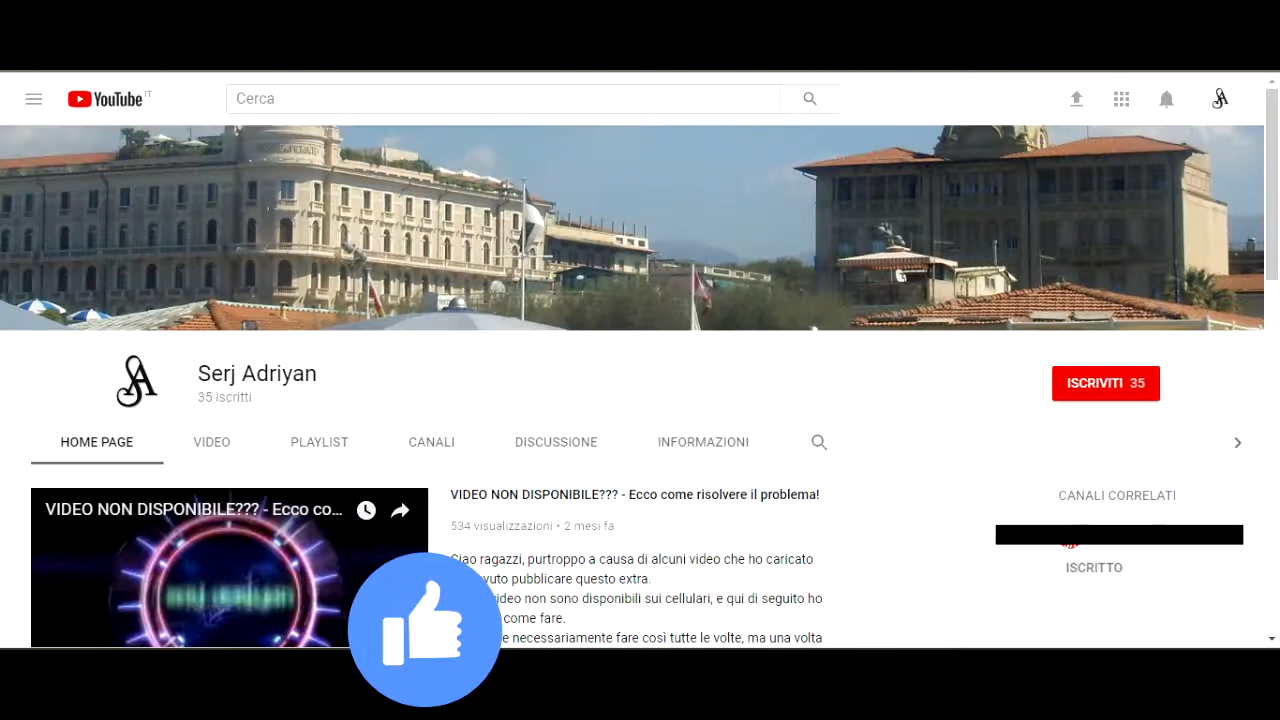 YouTube IT
Cerca
Serj Adriyan
35 iscritti
ISCRIVITI 35
HOME PAGE VIDEO PLAYLIST CANALI DISCUSSIONE INFORMAZIONI
VIDEO NON DISPONIBILE??? - Ecco co...
VIDEO NON DISPONIBILE??? - Ecco come risolvere il problema!
534 visualizzazioni • 2 mesi fa
Ciao ragazzi, purtroppo a causa di alcuni video che ho caricato
vuto pubblicare questo extra.
ideo non sono disponibili sui cellulari, e qui di seguito ho
come fare.
e necessariamente fare così tutte le volte, ma una volta
CANALI CORRELATI
ISCRITTO